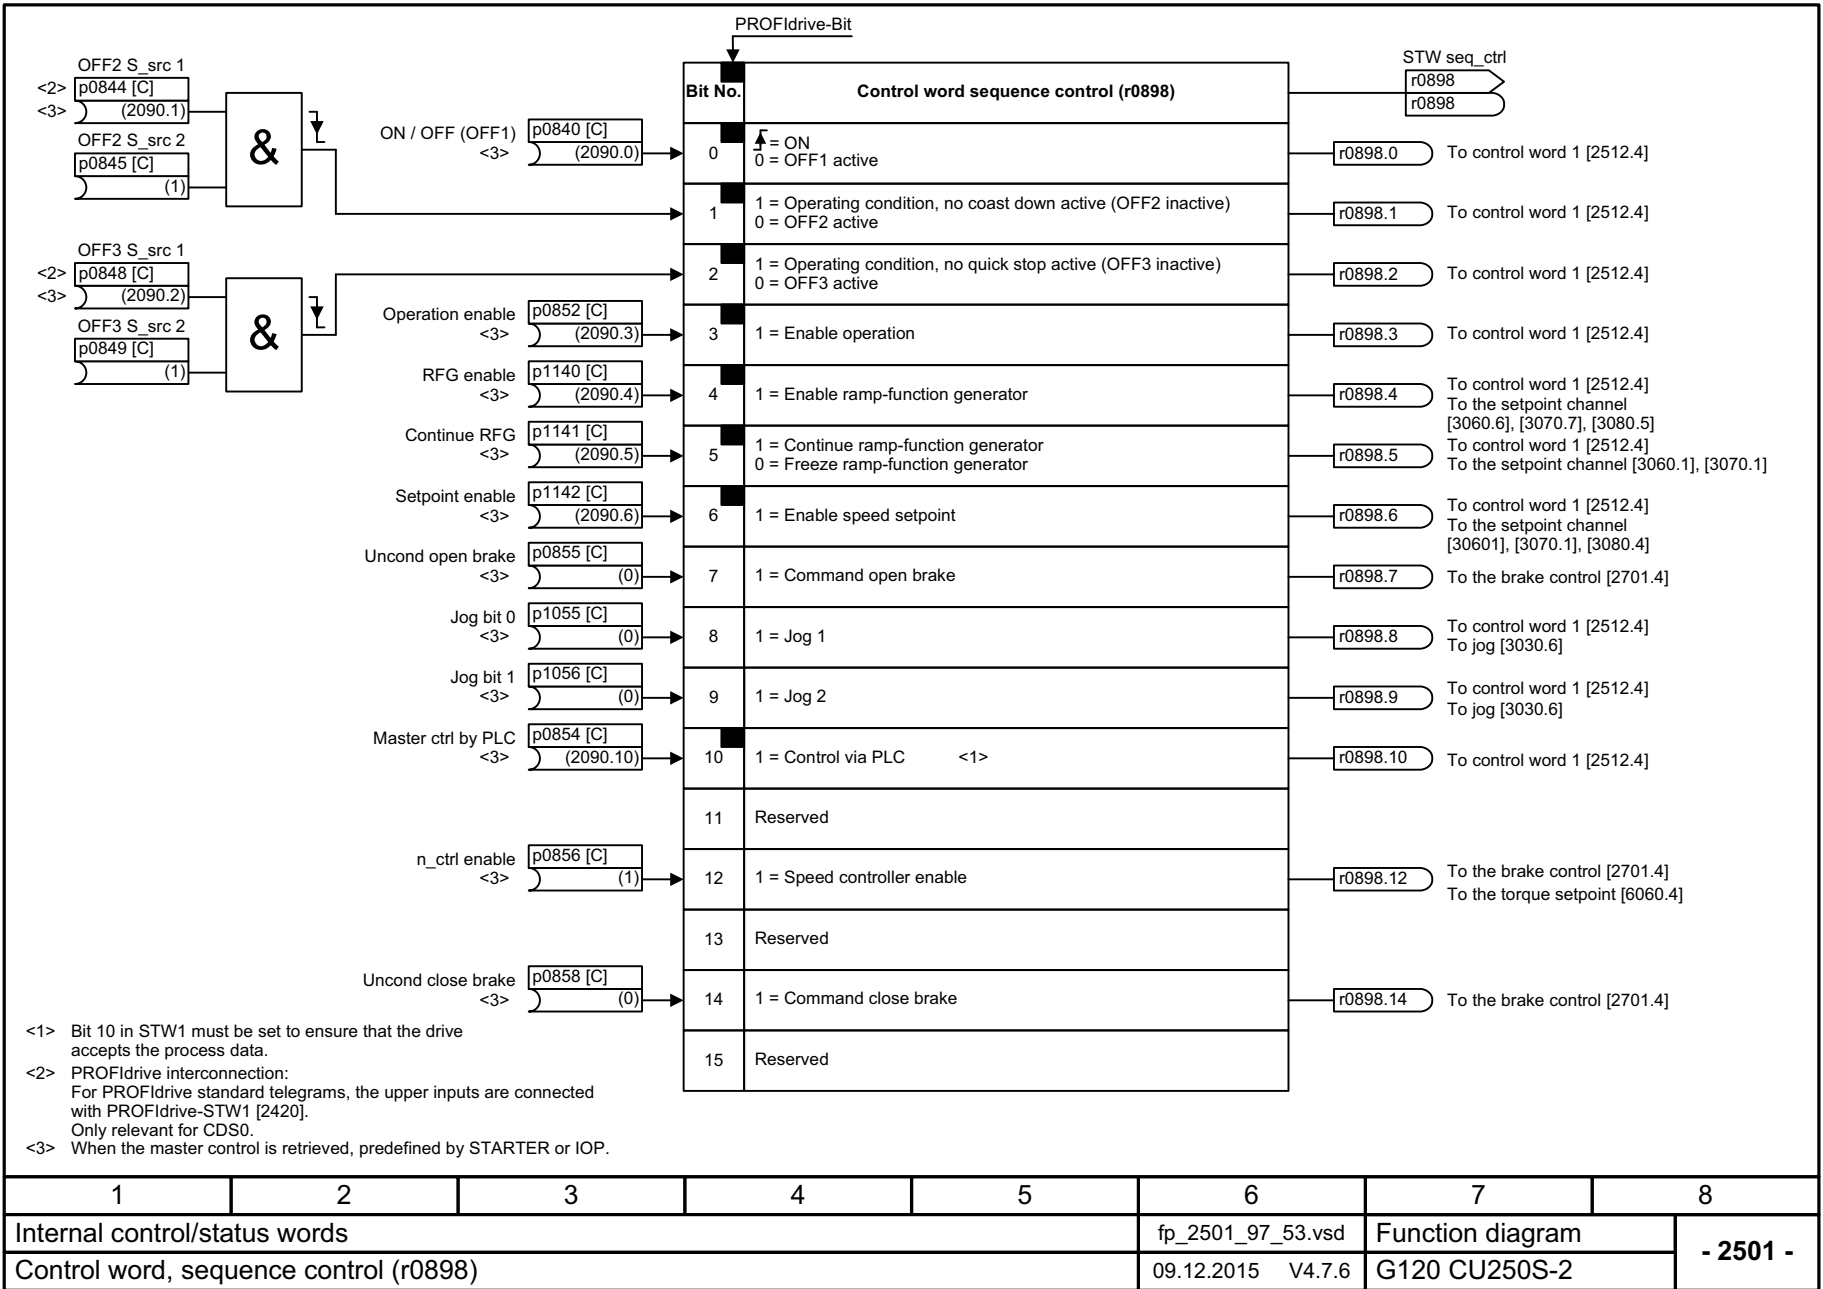 PROFIdrive-Bit
OFF2 S_src 1
<2> p0844 [C]
<3> (2090.1)
OFF2 S_src 2
p0845 [C]
(1)
&
OFF3 S_src 1
<2> p0848 [C]
<3> (2090.2)
OFF3 S_src 2
p0849 [C]
(1)
&
Bit No. Control word sequence control (r0898)
STW seq_ctrl
r0898
r0898
ON / OFF (OFF1) p0840 [C]
<3> (2090.0)
0
= ON
0 = OFF1 active
r0898.0 To control word 1 [2512.4]
1
1 = Operating condition, no coast down active (OFF2 inactive)
0 = OFF2 active
r0898.1 To control word 1 [2512.4]
2
1 = Operating condition, no quick stop active (OFF3 inactive)
0 = OFF3 active
r0898.2 To control word 1 [2512.4]
Operation enable p0852 [C]
<3> (2090.3)
3 1 = Enable operation
r0898.3 To control word 1 [2512.4]
RFG enable p1140 [C]
<3> (2090.4)
4 1 = Enable ramp-function generator
r0898.4 To control word 1 [2512.4]
To the setpoint channel
[3060.6], [3070.7], [3080.5]
Continue RFG p1141 [C]
<3> (2090.5)
5
1 = Continue ramp-function generator
0 = Freeze ramp-function generator
r0898.5 To control word 1 [2512.4]
To the setpoint channel [3060.1], [3070.1]
Setpoint enable p1142 [C]
<3> (2090.6)
6 1 = Enable speed setpoint
r0898.6 To control word 1 [2512.4]
To the setpoint channel
[30601], [3070.1], [3080.4]
Uncond open brake p0855 [C]
<3> (0)
7 1 = Command open brake
r0898.7 To the brake control [2701.4]
Jog bit 0 p1055 [C]
<3> (0)
8 1 = Jog 1
r0898.8 To control word 1 [2512.4]
To jog [3030.6]
Jog bit 1 p1056 [C]
<3> (0)
9 1 = Jog 2
r0898.9 To control word 1 [2512.4]
To jog [3030.6]
Master ctrl by PLC p0854 [C]
<3> (2090.10)
10 1 = Control via PLC <1>
r0898.10 To control word 1 [2512.4]
11 Reserved
n_ctrl enable p0856 [C]
<3> (1)
12 1 = Speed controller enable
r0898.12 To the brake control [2701.4]
To the torque setpoint [6060.4]
13 Reserved
Uncond close brake p0858 [C]
<3> (0)
14 1 = Command close brake
r0898.14 To the brake control [2701.4]
15 Reserved
<1> Bit 10 in STW1 must be set to ensure that the drive
accepts the process data.
<2> PROFIdrive interconnection:
For PROFIdrive standard telegrams, the upper inputs are connected
with PROFIdrive-STW1 [2420].
Only relevant for CDS0.
<3> When the master control is retrieved, predefined by STARTER or IOP.
1 2 3 4 5 6 7 8
Internal control/status words fp_2501_97_53.vsd Function diagram
- 2501 -
Control word, sequence control (r0898) 09.12.2015 V4.7.6 G120 CU250S-2